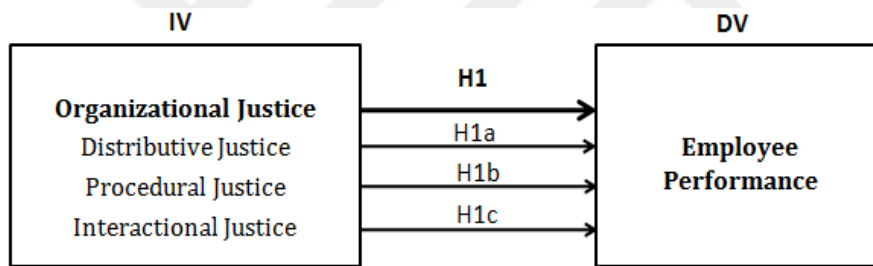 IV
DV
H1
Organizational Justice
H1a
Distributive Justice
Employee
H1b
Performance
Procedural Justice
H1c
Interactional Justice